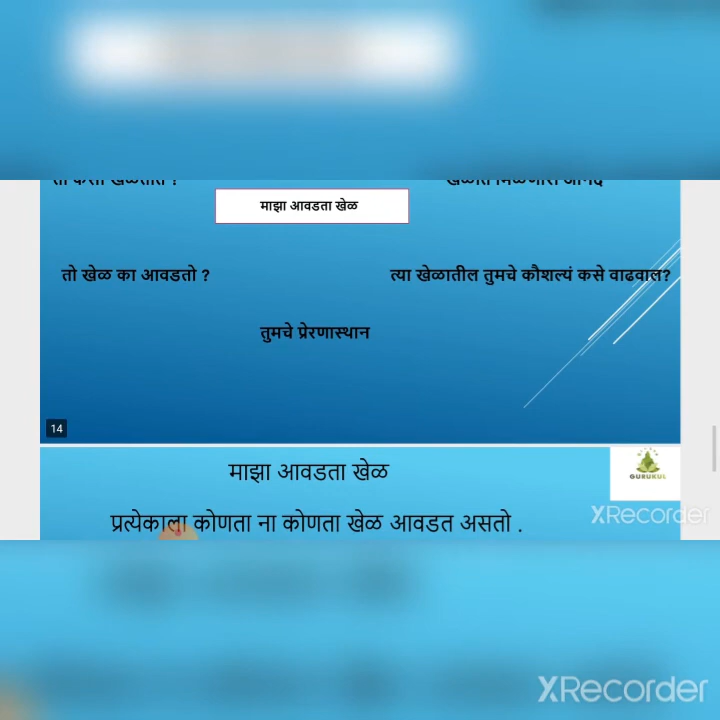 माझा आवडता खेळ
तो खेळ का आवडतो ?
त्या खेळातील तुमचे कौशल्यं कसे वाढवाल?
तुमचे प्रेरणास्थान
14
माझा आवडता खेळ
GURUKUL
प्रत्येकाला कोणता ना कोणता खेळ आवडत असतो .
XRecorder
XRecorder